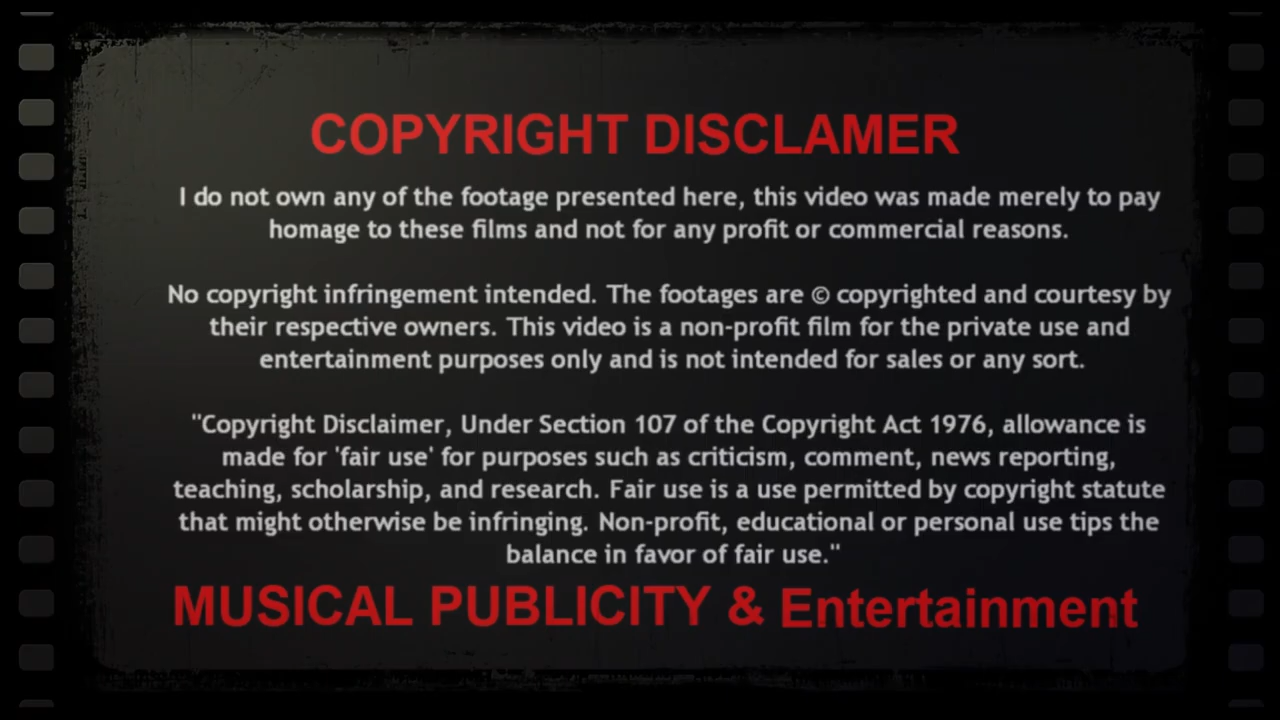 COPYRIGHT DISCLAMER
I do not own any of the footage presented here, this video was made merely to pay
homage to these films and not for any profit or commercial reasons.
No copyright infringement intended. The footages are © copyrighted and courtesy by
their respective owners. This video is a non-profit film for the private use and
entertainment purposes only and is not intended for sales or any sort.
"Copyright Disclaimer, Under Section 107 of the Copyright Act 1976, allowance is
made for 'fair use' for purposes such as criticism, comment, news reporting,
teaching, scholarship, and research. Fair use is a use permitted by copyright statute
that might otherwise be infringing. Non-profit, educational or personal use tips the
balance in favor of fair use."
MUSICAL PUBLICITY & Entertainment